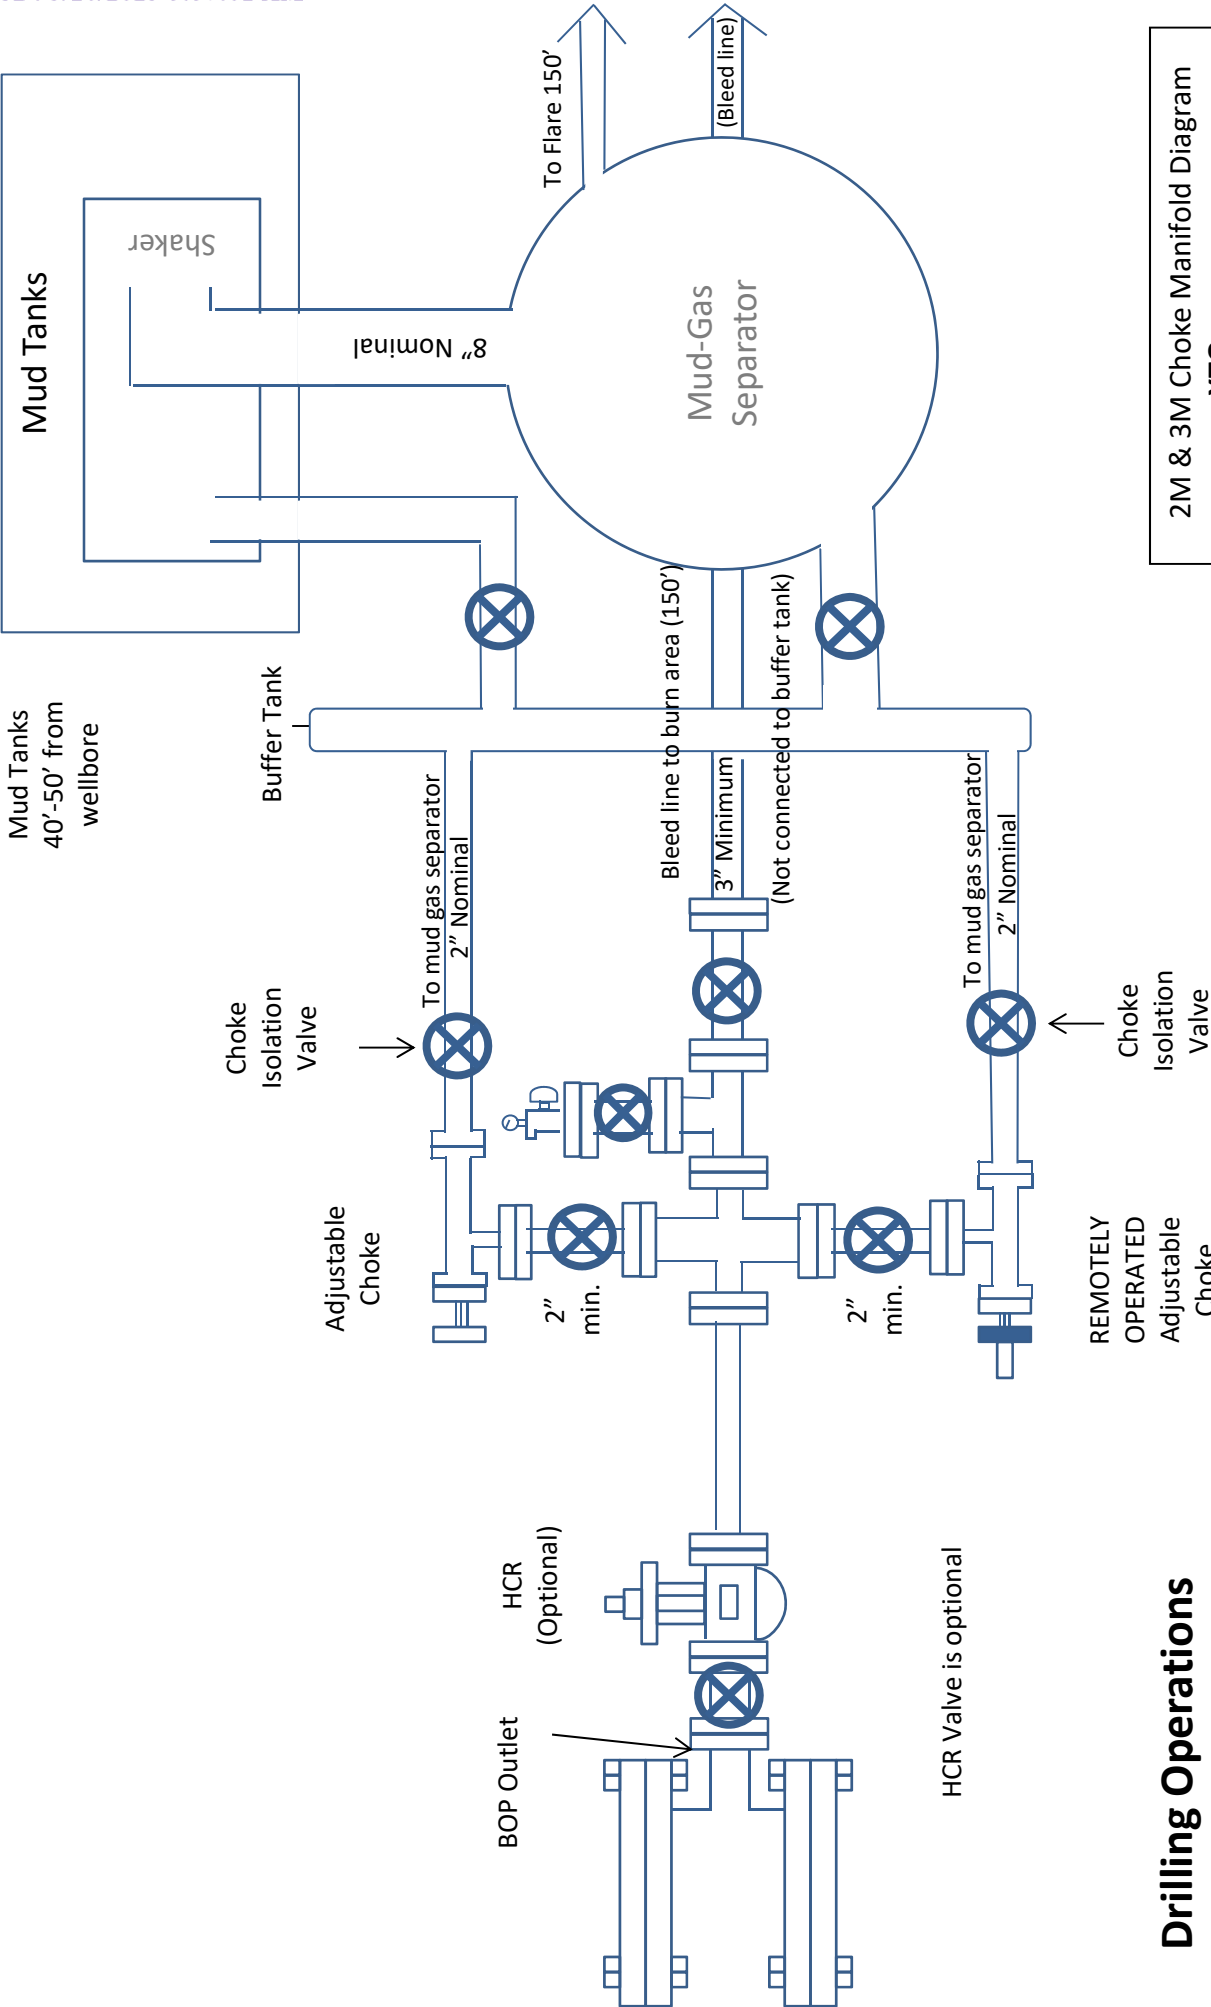 Mud Tanks
40’-50’ from
wellbore
Mud Tanks
Shaker
8” Nominal
To Flare 150’
(Bleed line)
Mud-Gas
Separator
Buffer Tank
Bleed line to burn area (150’)
3” Minimum
(Not connected to buffer tank)
To mud gas separator
2” Nominal
To mud gas separator
2” Nominal
Choke
Isolation
Valve
Choke
Isolation
Valve
Adjustable
Choke
2”
min.
2”
min.
REMOTELY
OPERATED
Adjustable
Choke
HCR
(Optional)
BOP Outlet
HCR Valve is optional
Drilling Operations
2M & 3M Choke Manifold Diagram